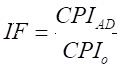 IF = CPI_AD / CPI_o